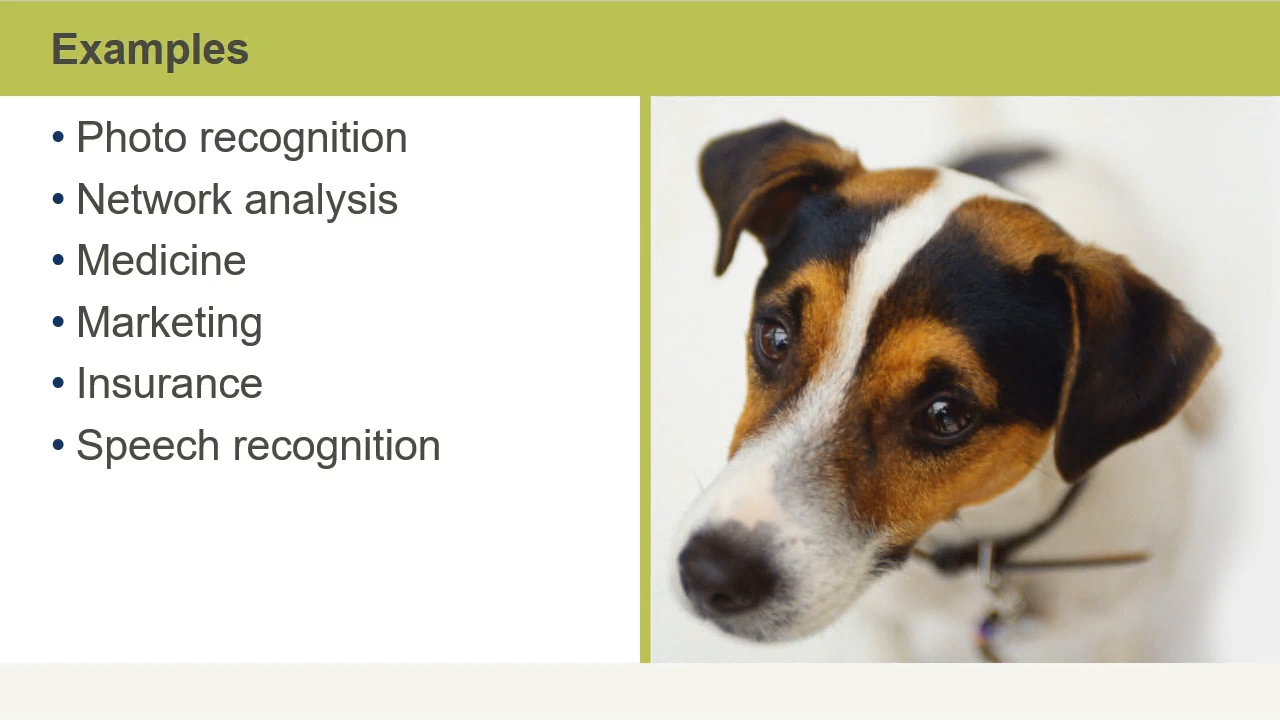 Examples
• Photo recognition
• Network analysis
• Medicine
• Marketing
• Insurance
• Speech recognition